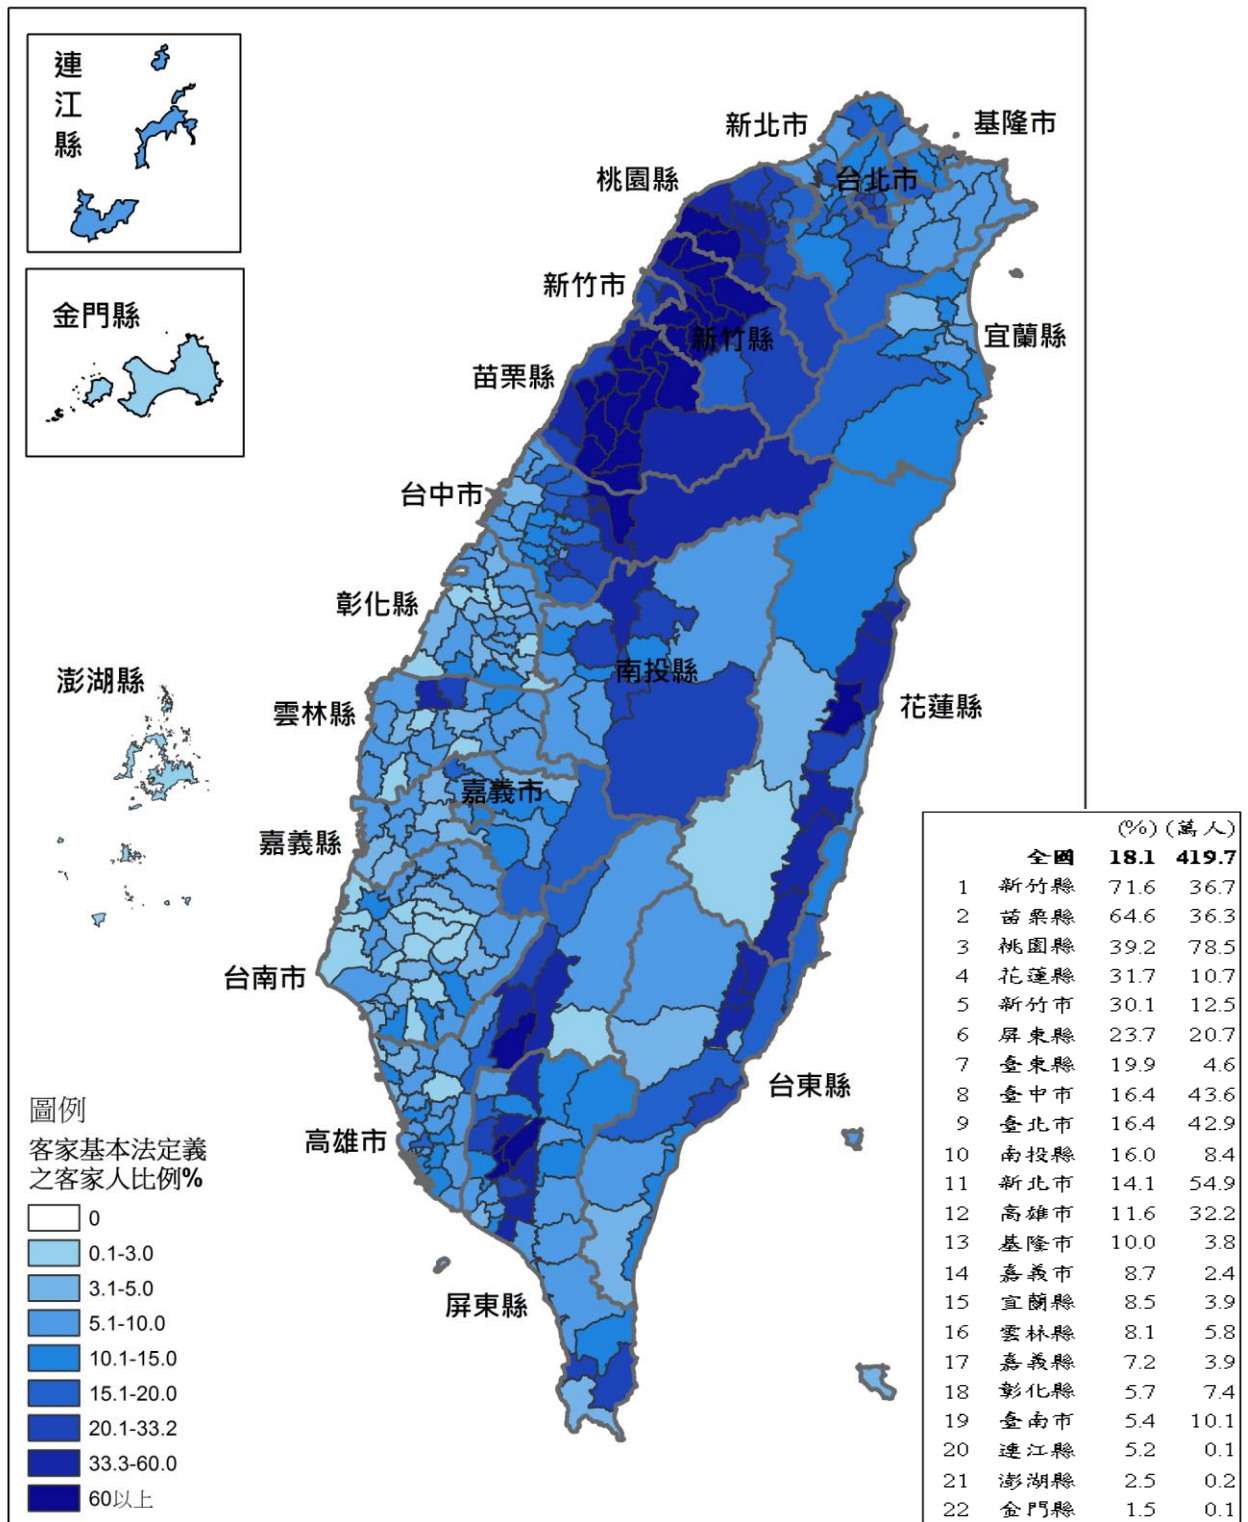 連江縣
金門縣
新北市
基隆市
桃園縣
台北市
新竹市
新竹縣
宜蘭縣
苗栗縣
台中市
彰化縣
南投縣
澎湖縣
雲林縣
花蓮縣
嘉義市
嘉義縣
台南市
台東縣
高雄市
屏東縣
圖例
客家基本法定義
之客家人比例%
0
0.1-3.0
3.1-5.0
5.1-10.0
10.1-15.0
15.1-20.0
20.1-33.2
33.3-60.0
60以上
(%) (萬人)
全國 18.1 419.7
1 新竹縣 71.6 36.7
2 苗栗縣 64.6 36.3
3 桃園縣 39.2 78.5
4 花蓮縣 31.7 10.7
5 新竹市 30.1 12.5
6 屏東縣 23.7 20.7
7 臺東縣 19.9 4.6
8 臺中市 16.4 43.6
9 臺北市 16.4 42.9
10 南投縣 16.0 8.4
11 新北市 14.1 54.9
12 高雄市 11.6 32.2
13 基隆市 10.0 3.8
14 嘉義市 8.7 2.4
15 宜蘭縣 8.5 3.9
16 雲林縣 8.1 5.8
17 嘉義縣 7.2 3.9
18 彰化縣 5.7 7.4
19 臺南市 5.4 10.1
20 連江縣 5.2 0.1
21 澎湖縣 2.5 0.2
22 金門縣 1.5 0.1